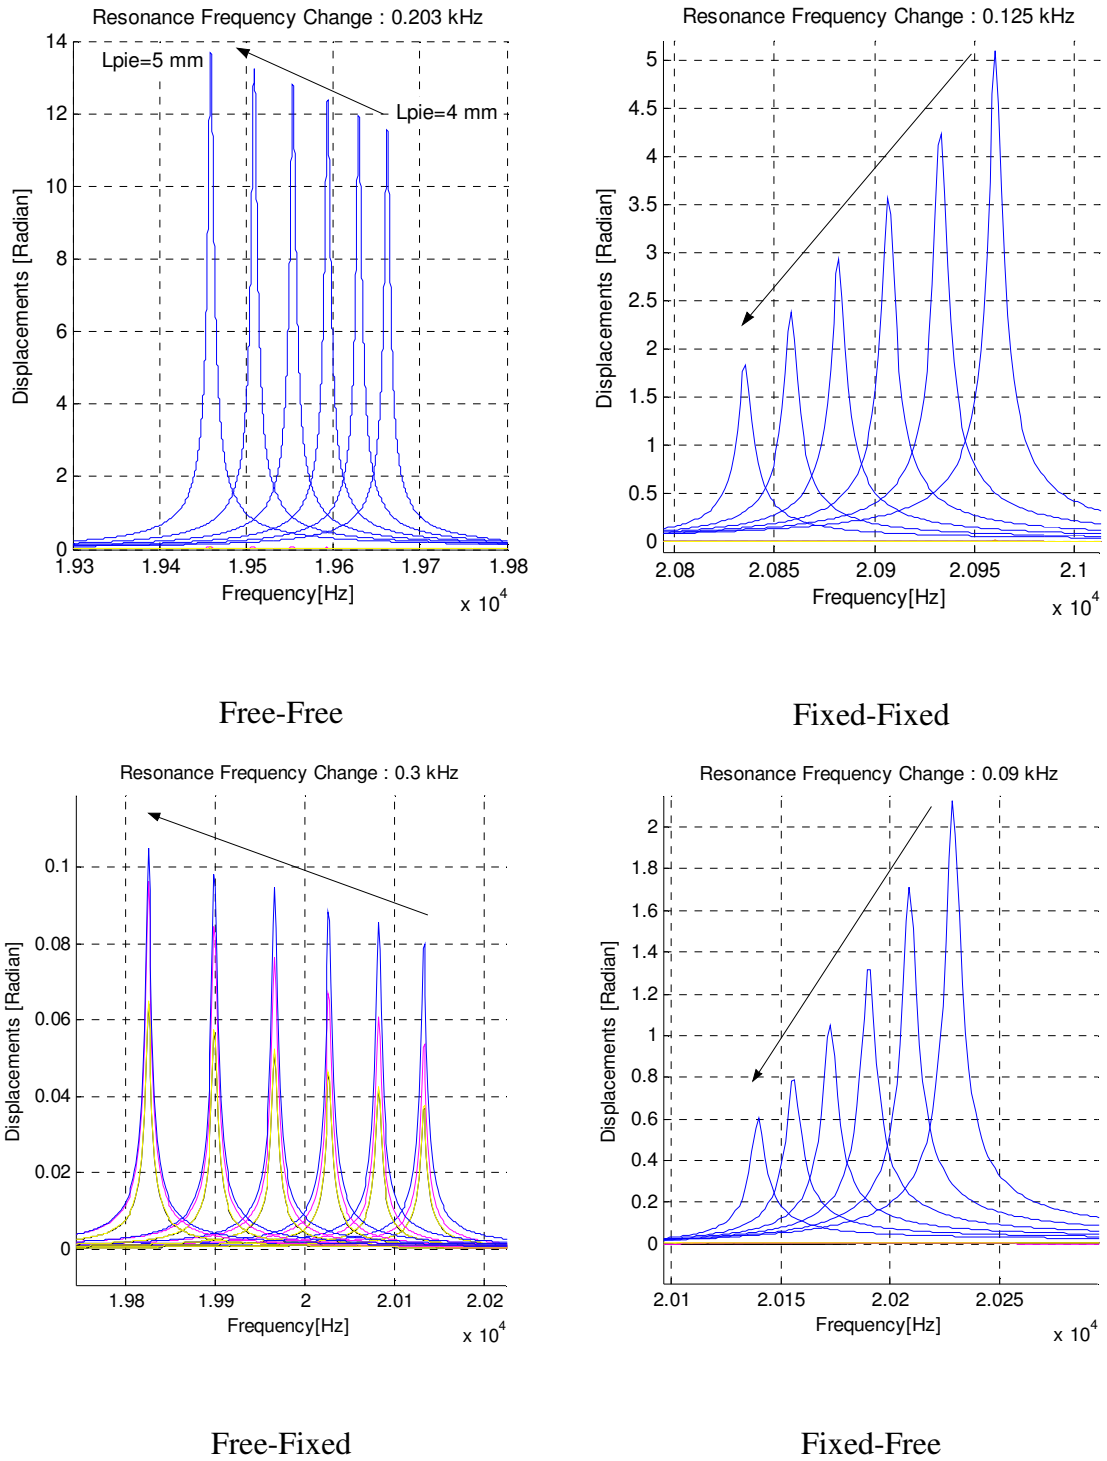 Resonance Frequency Change : 0.203 kHz
14
12
10
8
6
4
2
0
Displacements [Radian]
Lpie=5 mm
Lpie=4 mm
1.93 1.94 1.95 1.96 1.97 1.98
Frequency[Hz]
x 10^4
Free-Free
Resonance Frequency Change : 0.125 kHz
5
4.5
4
3.5
3
2.5
2
1.5
1
0.5
0
Displacements [Radian]
2.08 2.085 2.09 2.095 2.1
Frequency[Hz]
x 10^4
Fixed-Fixed
Resonance Frequency Change : 0.3 kHz
0.1
0.08
0.06
0.04
0.02
0
Displacements [Radian]
1.98 1.99 2 2.01 2.02
Frequency[Hz]
x 10^4
Free-Fixed
Resonance Frequency Change : 0.09 kHz
2
1.8
1.6
1.4
1.2
1
0.8
0.6
0.4
0.2
0
Displacements [Radian]
2.01 2.015 2.02 2.025
Frequency[Hz]
x 10^4
Fixed-Free